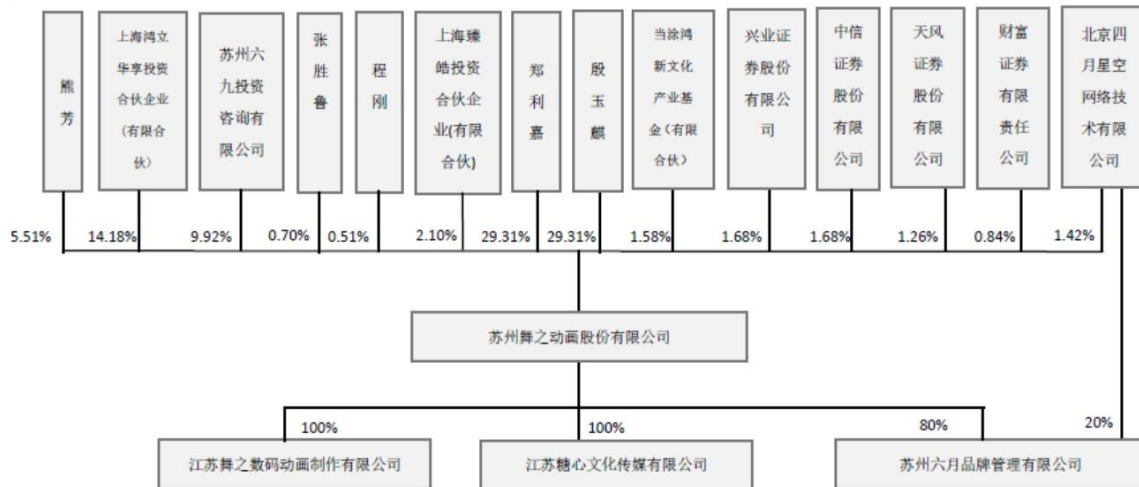 熊芳
上海鸿立
华享投资
合伙企业
(有限合
伙)
苏州六
九投资
咨询有
限公司
张胜鲁
程刚
上海臻
皓投资
合伙企
业(有限
合伙)
郑利嘉
殷玉麒
当涂鸿
新文化
产业基
金(有限
合伙)
兴业证
券股份
有限公
司
中信
证券
股份
有限
公司
天风
证券
股份
有限
公司
财富
证券
有限
责任
公司
北京四
月星空
网络技
术有限
公司
5.51%
14.18%
9.92%
0.70%
0.51%
2.10%
29.31%
29.31%
1.58%
1.68%
1.68%
1.26%
0.84%
1.42%
苏州舞之动画股份有限公司
100%
100%
80%
20%
江苏舞之数码动画制作有限公司
江苏糖心文化传媒有限公司
苏州六月品牌管理有限公司